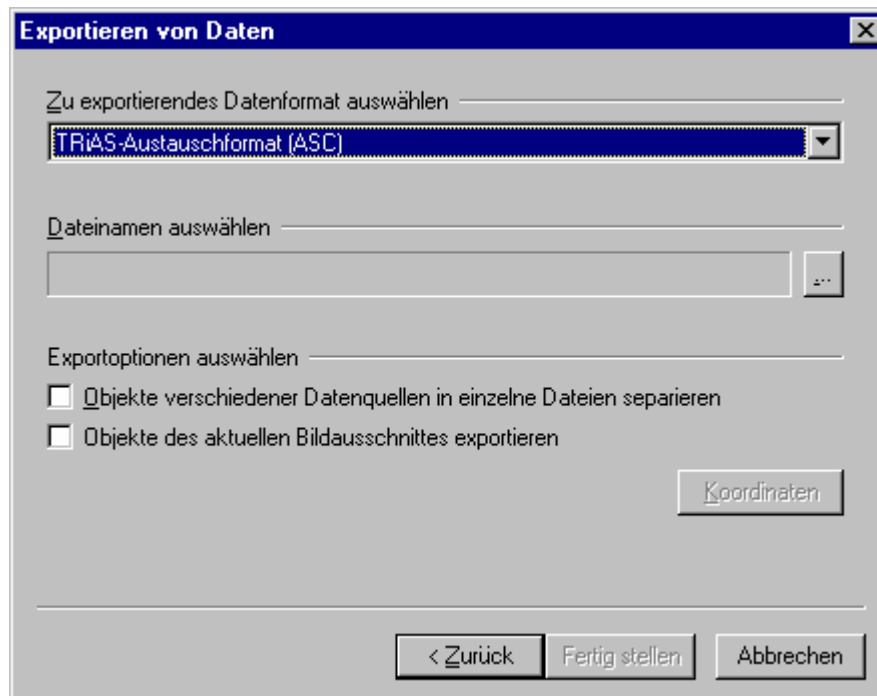 Exportieren von Daten
Zu exportierendes Datenformat auswählen
TRiAS-Austauschformat (ASC)
Dateinamen auswählen
...
Exportoptionen auswählen
Objekte verschiedener Datenquellen in einzelne Dateien separieren
Objekte des aktuellen Bildausschnittes exportieren
Koordinaten
< Zurück Fertig stellen Abbrechen